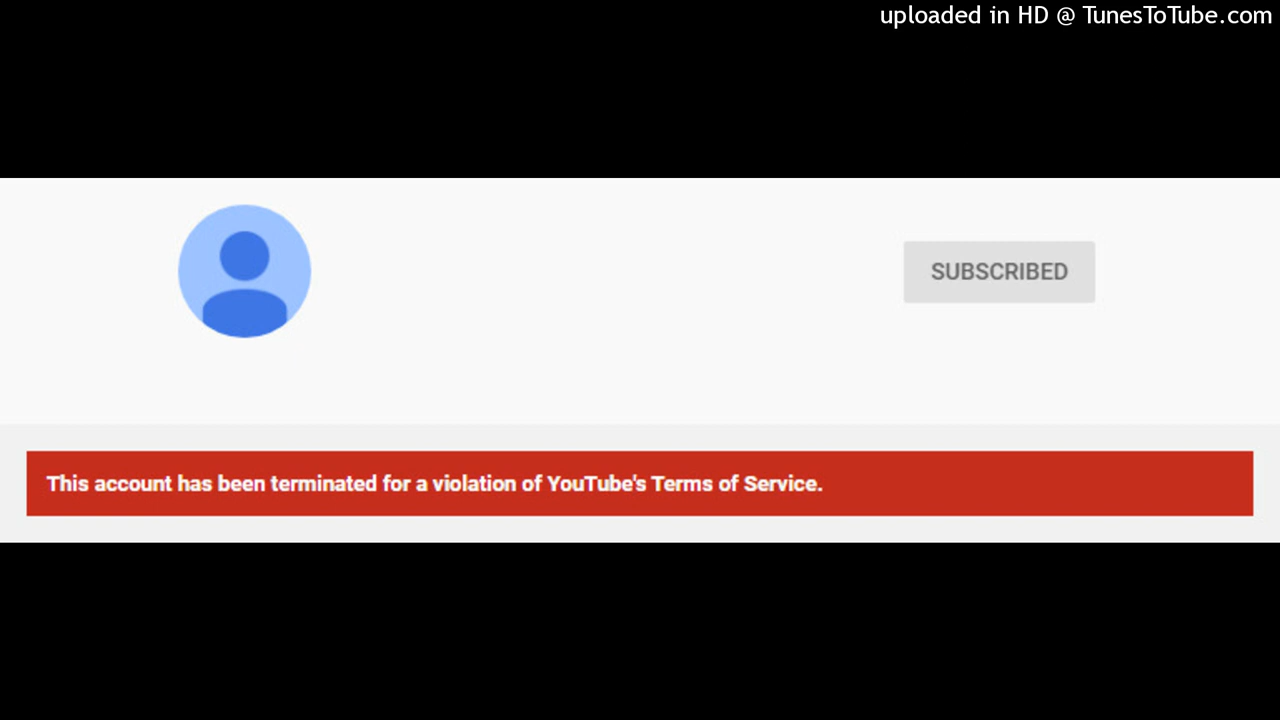 uploaded in HD @ TunesToTube.com
SUBSCRIBED
This account has been terminated for a violation of YouTube's Terms of Service.